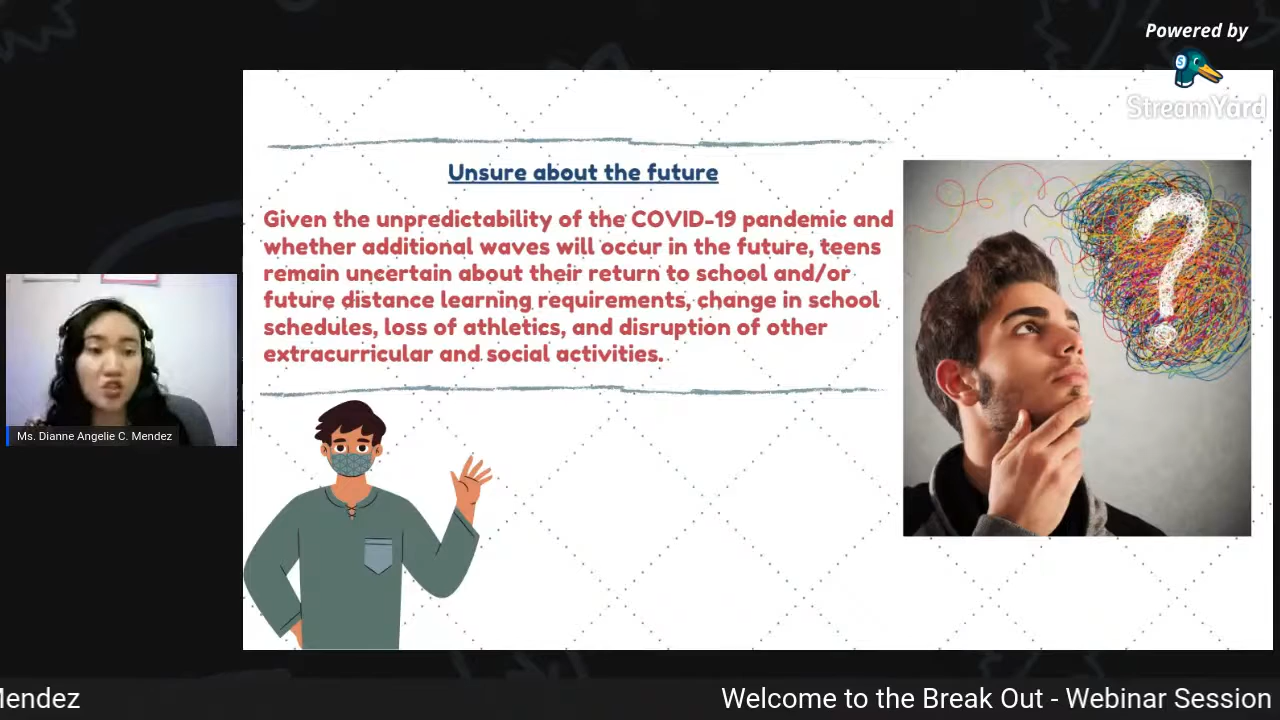 Powered by
StreamYard
Unsure about the future
Given the unpredictability of the COVID-19 pandemic and
whether additional waves will occur in the future, teens
remain uncertain about their return to school and/or
future distance learning requirements, change in school
schedules, loss of athletics, and disruption of other
extracurricular and social activities.
?
Ms. Dianne Angelie C. Mendez
Mendez
Welcome to the Break Out - Webinar Session